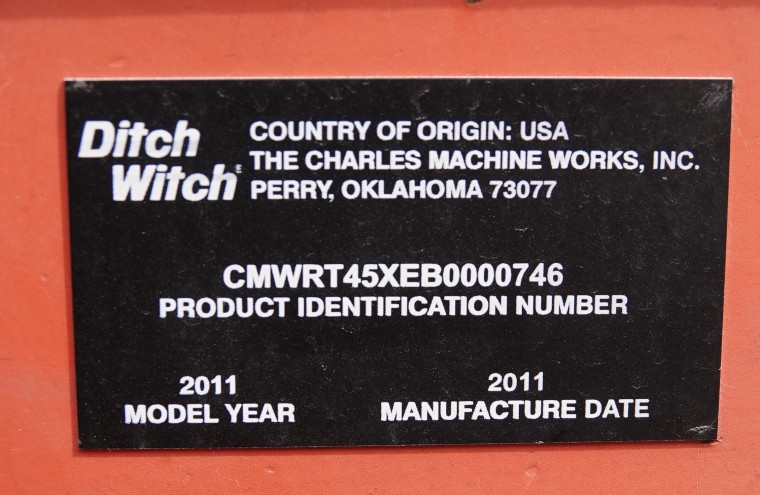 Ditch Witch
COUNTRY OF ORIGIN: USA
THE CHARLES MACHINE WORKS, INC.
PERRY, OKLAHOMA 73077
CMWRT45XEB0000746
PRODUCT IDENTIFICATION NUMBER
2011
MODEL YEAR
2011
MANUFACTURE DATE